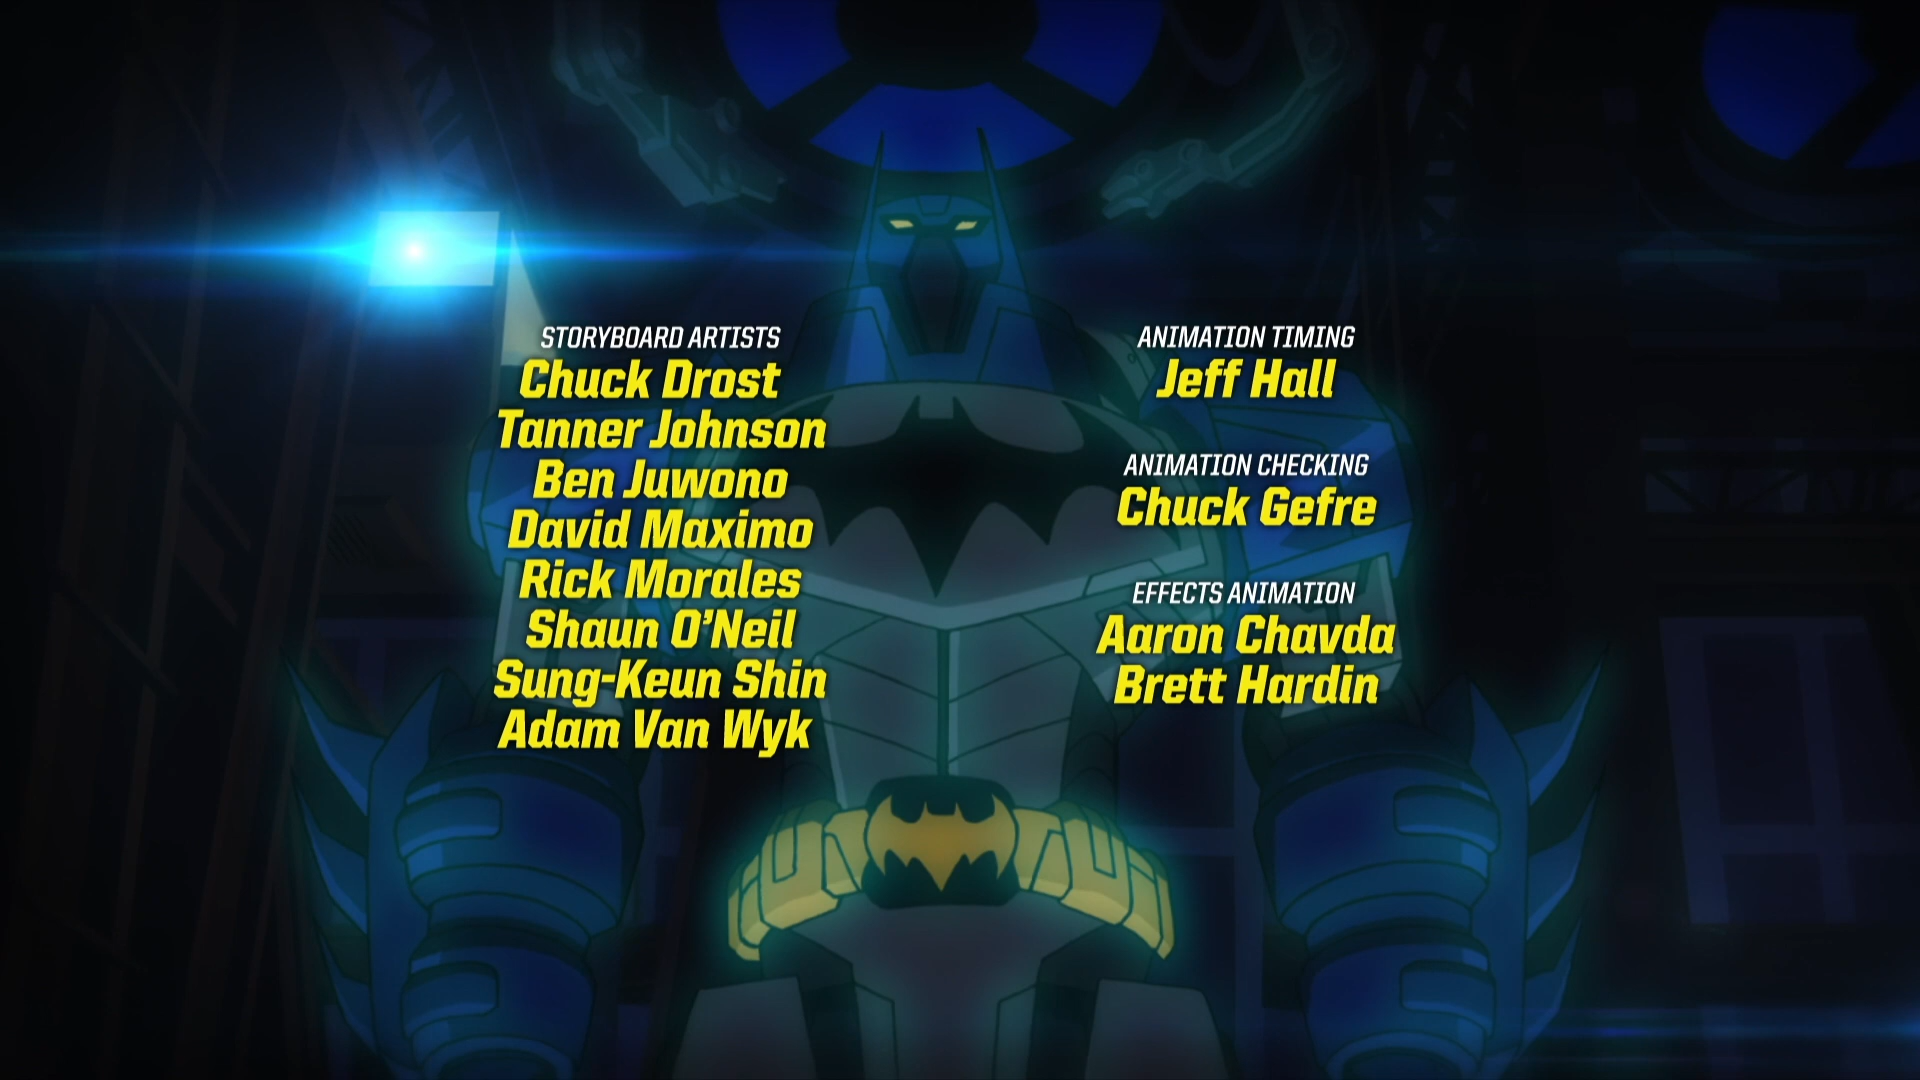 STORYBOARD ARTISTS
Chuck Drost
Tanner Johnson
Ben Juwono
David Maximo
Rick Morales
Shaun O'Neil
Sung-Keun Shin
Adam Van Wyk
ANIMATION TIMING
Jeff Hall
ANIMATION CHECKING
Chuck Gefre
EFFECTS ANIMATION
Aaron Chavda
Brett Hardin